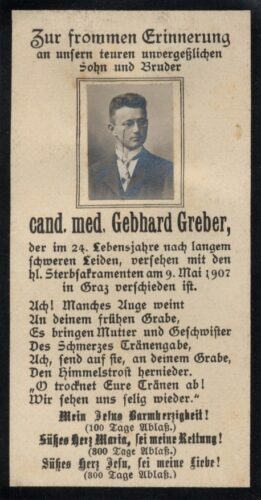 Zur frommen Erinnerung
an unsern teuren unvergeßlichen
Sohn und Bruder
cand. med. Gebhard Greber,
der im 24. Lebensjahre nach langem
schweren Leiden, versehen mit den
hl. Sterbsakramenten am 9. Mai 1907
in Graz verschieden ist.
Ach! Manches Auge weint
An deinem frühen Grabe,
Es bringen Mutter und Geschwister
Des Schmerzes Tränengabe,
Ach, send auf sie, an deinem Grabe,
Den Himmelstrost hernieder.
„O trocknet Eure Tränen ab!
Wir sehen uns selig wieder.“
Mein Jesus Barmherzigkeit!
(100 Tage Ablaß.)
Süßes Herz Maria, sei meine Rettung!
(300 Tage Ablaß.)
Süßes Herz Jesu, sei meine Liebe!
(300 Tage Ablaß.)